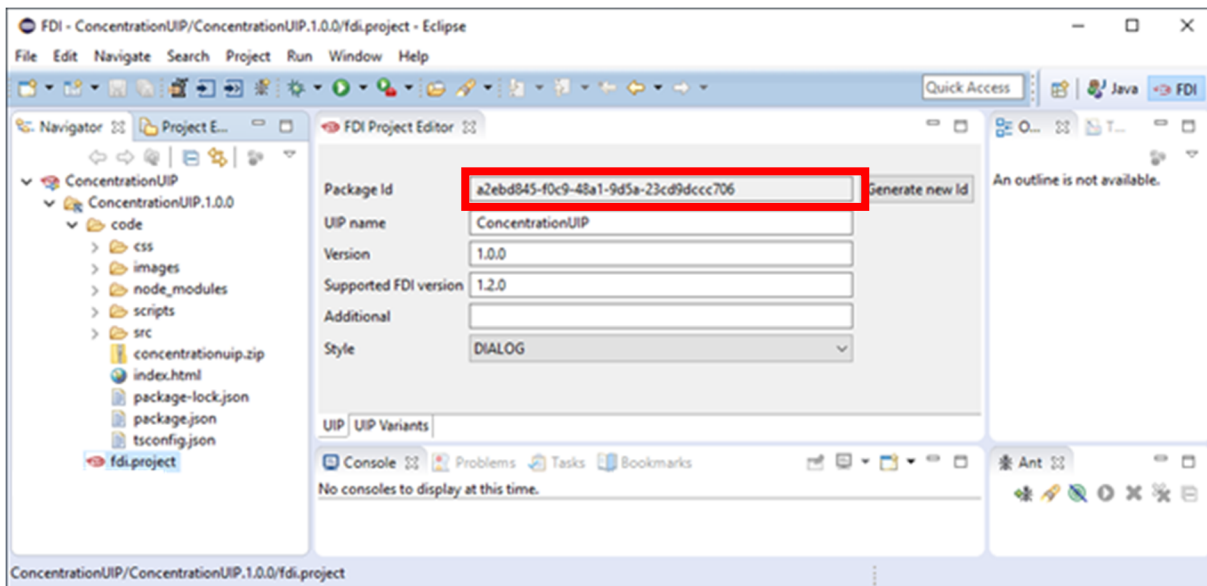 FDI - ConcentrationUIP/ConcentrationUIP.1.0.0/fdi.project - Eclipse
File Edit Navigate Search Project Run Window Help
Quick Access
Java
FDI
Navigator
Project E...
FDI Project Editor
O...
T...
ConcentrationUIP
ConcentrationUIP.1.0.0
code
css
images
node_modules
scripts
src
concentrationuip.zip
index.html
package-lock.json
package.json
tsconfig.json
fdi.project
Package Id a2ebd845-f0c9-48a1-9d5a-23cd9dccc706 Generate new Id
UIP name ConcentrationUIP
Version 1.0.0
Supported FDI version 1.2.0
Additional
Style DIALOG
UIP UIP Variants
An outline is not available.
Console Problems Tasks Bookmarks
No consoles to display at this time.
Ant
ConcentrationUIP/ConcentrationUIP.1.0.0/fdi.project